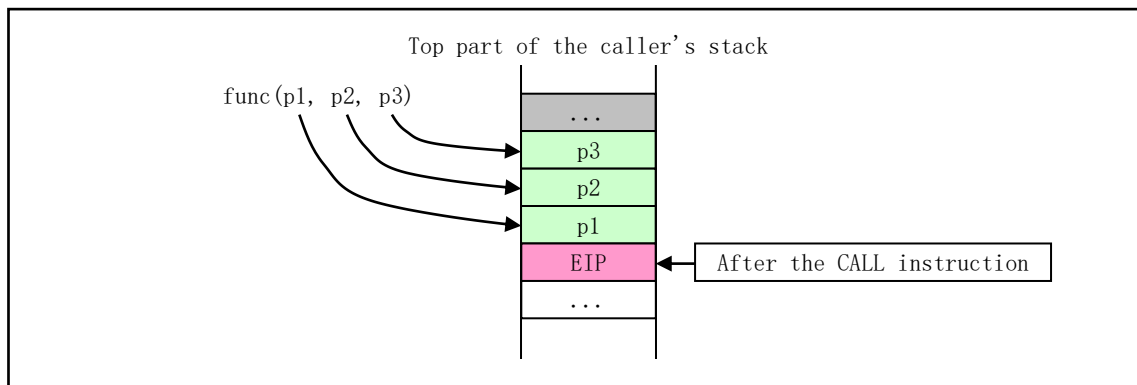 Top part of the caller's stack
func(p1, p2, p3)
...
p3
p2
p1
EIP
After the CALL instruction
...